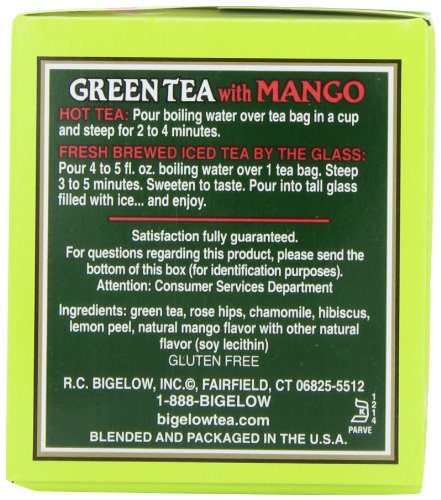 GREEN TEA with MANGO
HOT TEA: Pour boiling water over tea bag in a cup
and steep for 2 to 4 minutes.
FRESH BREWED ICED TEA BY THE GLASS:
Pour 4 to 5 fl. oz. boiling water over 1 tea bag. Steep
3 to 5 minutes. Sweeten to taste. Pour into tall glass
filled with ice... and enjoy.
Satisfaction fully guaranteed.
For questions regarding this product, please send the
bottom of this box (for identification purposes).
Attention: Consumer Services Department
Ingredients: green tea, rose hips, chamomile, hibiscus,
lemon peel, natural mango flavor with other natural
flavor (soy lecithin)
GLUTEN FREE
R.C. BIGELOW, INC.©, FAIRFIELD, CT 06825-5512
1-888-BIGELOW
bigelowtea.com
BLENDED AND PACKAGED IN THE U.S.A.
K
1214
PARVE